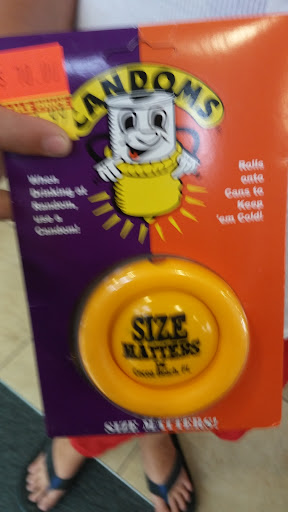 CANDOMS
When
Drinking at
Random,
use a
Candom!
Rolls
onto
Cans to
Keep
'em Cold!
SIZE
MATTERS
SIZE MATTERS!